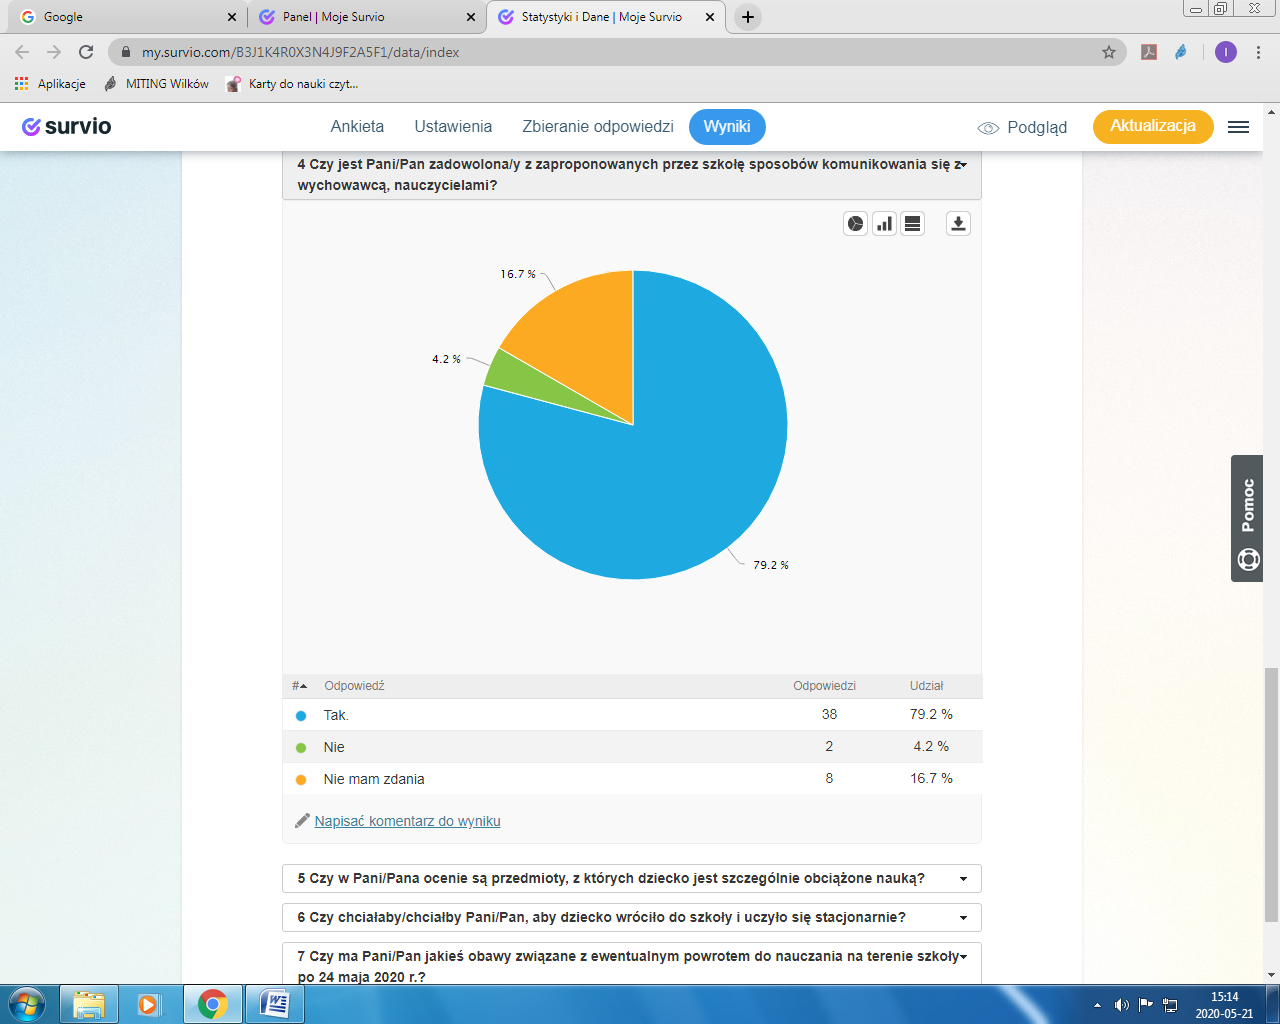 Google
Panel | Moje Survio
Statystyki i Dane | Moje Survio
my.survio.com/B3J1K4R0X3N4J9F2A5F1/data/index
I
Aplikacje
MITING Wilków
Karty do nauki czyt...
survio
Ankieta
Ustawienia
Zbieranie odpowiedzi
Wyniki
Podgląd
Aktualizacja
4 Czy jest Pani/Pan zadowolona/y z zaproponowanych przez szkołę sposobów komunikowania się z
wychowawcą, nauczycielami?
16.7 %
4.2 %
79.2 %
Pomoc
# Odpowiedź Odpowiedzi Udział
Tak. 38 79.2 %
Nie 2 4.2 %
Nie mam zdania 8 16.7 %
Napisać komentarz do wyniku
5 Czy w Pani/Pana ocenie są przedmioty, z których dziecko jest szczególnie obciążone nauką?
6 Czy chciałaby/chciałby Pani/Pan, aby dziecko wróciło do szkoły i uczyło się stacjonarnie?
7 Czy ma Pani/Pan jakieś obawy związane z ewentualnym powrotem do nauczania na terenie szkoły
po 24 maja 2020 r.?
W
15:14
2020-05-21